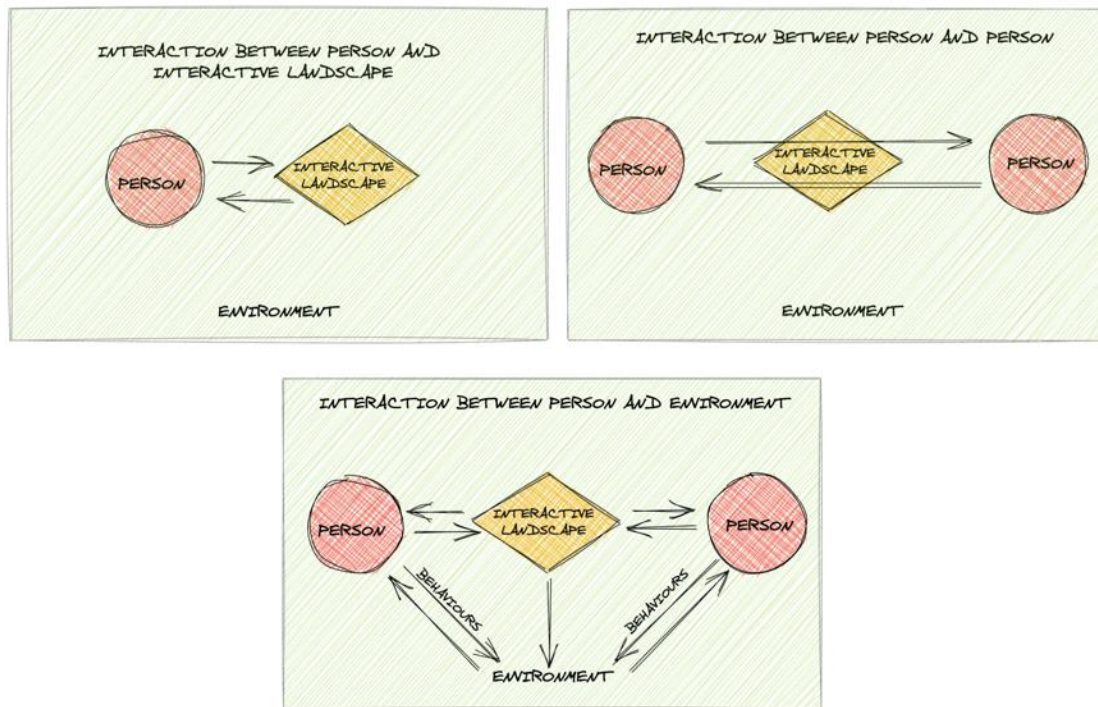 INTERACTION BETWEEN PERSON AND
INTERACTIVE LANDSCAPE
PERSON
INTERACTIVE
LANDSCAPE
ENVIRONMENT
INTERACTION BETWEEN PERSON AND PERSON
PERSON
INTERACTIVE
LANDSCAPE
PERSON
ENVIRONMENT
INTERACTION BETWEEN PERSON AND ENVIRONMENT
PERSON
INTERACTIVE
LANDSCAPE
PERSON
BEHAVIOURS
BEHAVIOURS
ENVIRONMENT